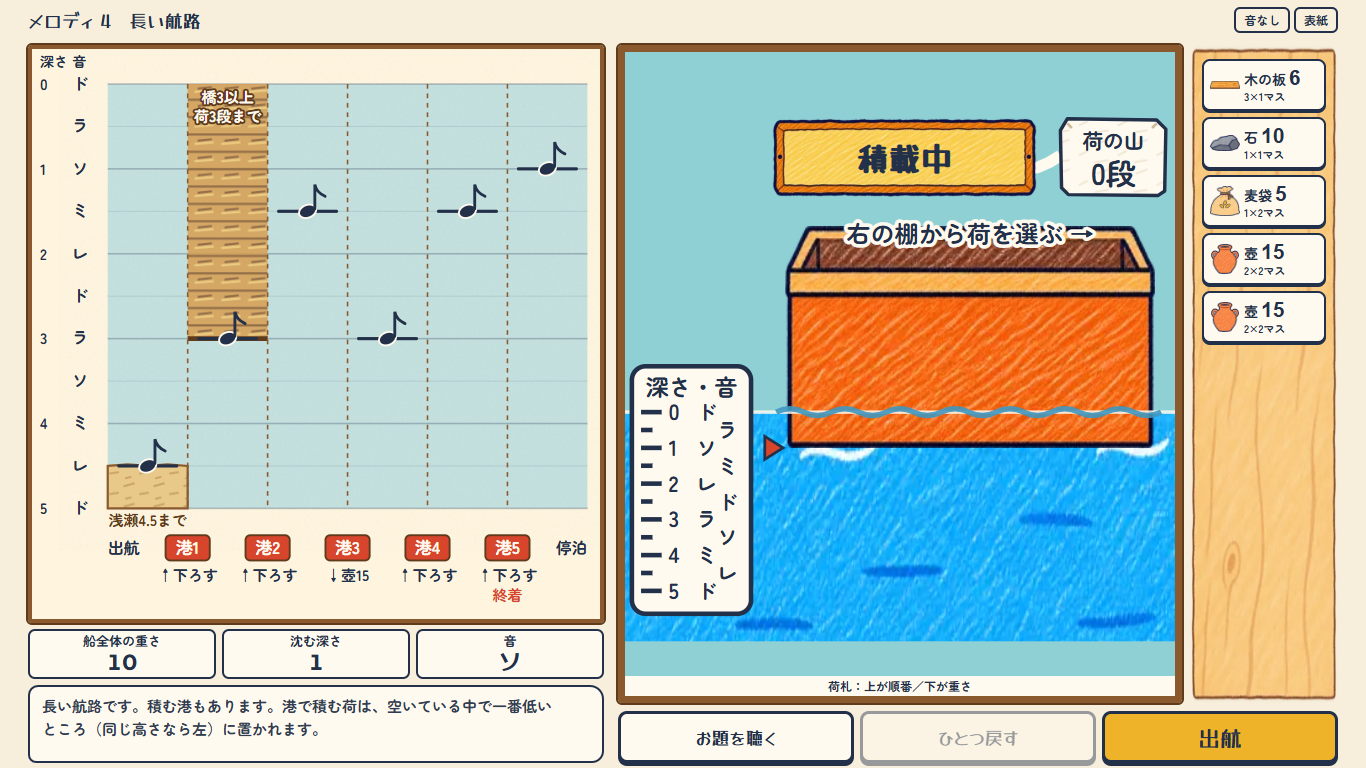 メロディ4　長い航路
音なし
表紙
深さ 音
0 ド
ラ
1 ソ
ミ
2 レ
ド
3 ラ
ソ
4 ミ
レ
5 ド
橋3以上
荷3段まで
浅瀬4.5まで
出航 港1 港2 港3 港4 港5 停泊
↑下ろす ↑下ろす ↓壺15 ↑下ろす ↑下ろす
終着
船全体の重さ
10
沈む深さ
1
音
ソ
長い航路です。積む港もあります。港で積む荷は、空いている中で一番低い
ところ（同じ高さなら左）に置かれます。
積載中
荷の山
0段
右の棚から荷を選ぶ→
深さ・音
0 ド
ラ
1 ソ
ミ
2 レ
ド
3 ラ
ソ
4 ミ
レ
5 ド
荷札：上が順番／下が重さ
木の板 6
3×1マス
石 10
1×1マス
麦袋 5
1×2マス
壺 15
2×2マス
壺 15
2×2マス
お題を聴く
ひとつ戻す
出航